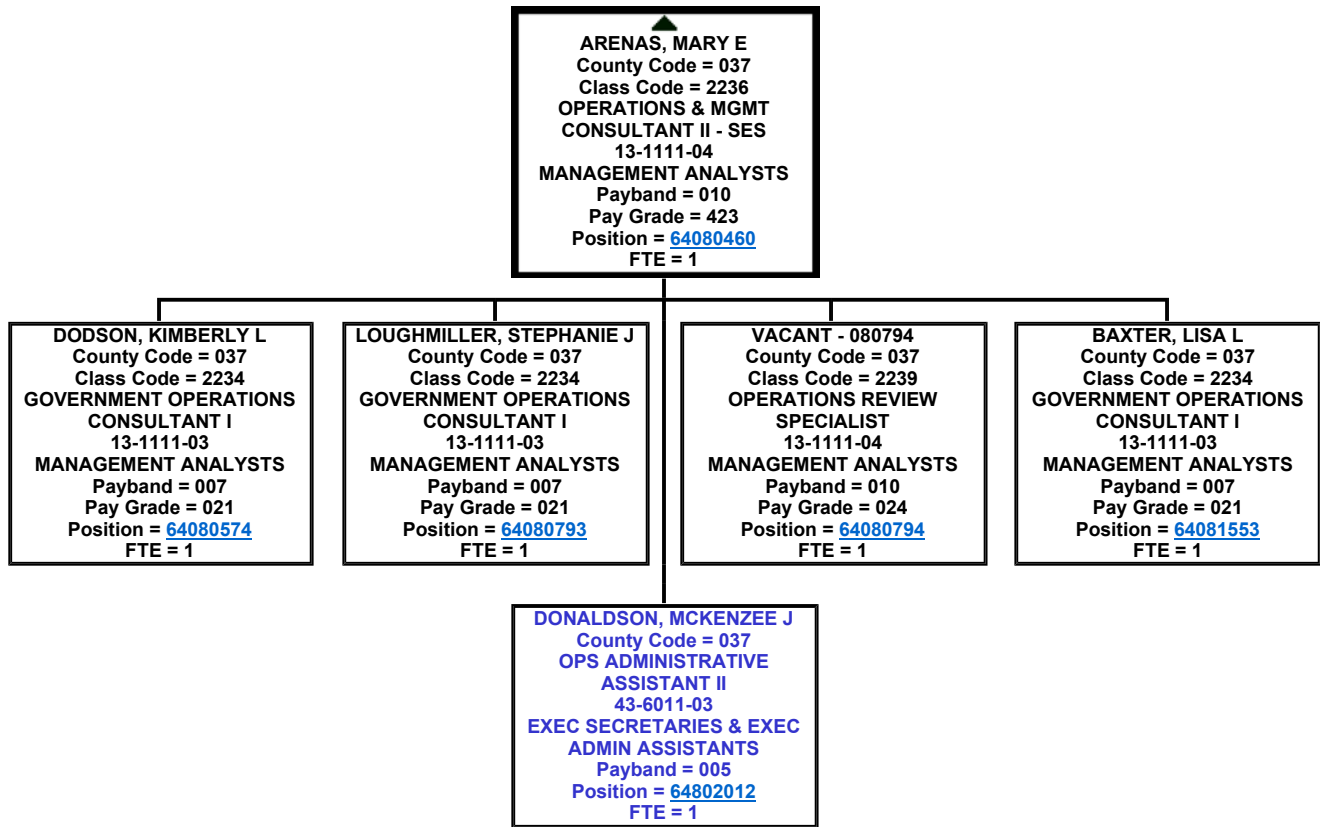 ARENAS, MARY E
County Code = 037
Class Code = 2236
OPERATIONS & MGMT
CONSULTANT II - SES
13-1111-04
MANAGEMENT ANALYSTS
Payband = 010
Pay Grade = 423
Position = 64080460
FTE = 1
DODSON, KIMBERLY L
County Code = 037
Class Code = 2234
GOVERNMENT OPERATIONS
CONSULTANT I
13-1111-03
MANAGEMENT ANALYSTS
Payband = 007
Pay Grade = 021
Position = 64080574
FTE = 1
LOUGHMILLER, STEPHANIE J
County Code = 037
Class Code = 2234
GOVERNMENT OPERATIONS
CONSULTANT I
13-1111-03
MANAGEMENT ANALYSTS
Payband = 007
Pay Grade = 021
Position = 64080793
FTE = 1
VACANT - 080794
County Code = 037
Class Code = 2239
OPERATIONS REVIEW
SPECIALIST
13-1111-04
MANAGEMENT ANALYSTS
Payband = 010
Pay Grade = 024
Position = 64080794
FTE = 1
BAXTER, LISA L
County Code = 037
Class Code = 2234
GOVERNMENT OPERATIONS
CONSULTANT I
13-1111-03
MANAGEMENT ANALYSTS
Payband = 007
Pay Grade = 021
Position = 64081553
FTE = 1
DONALDSON, MCKENZEE J
County Code = 037
OPS ADMINISTRATIVE
ASSISTANT II
43-6011-03
EXEC SECRETARIES & EXEC
ADMIN ASSISTANTS
Payband = 005
Position = 64802012
FTE = 1